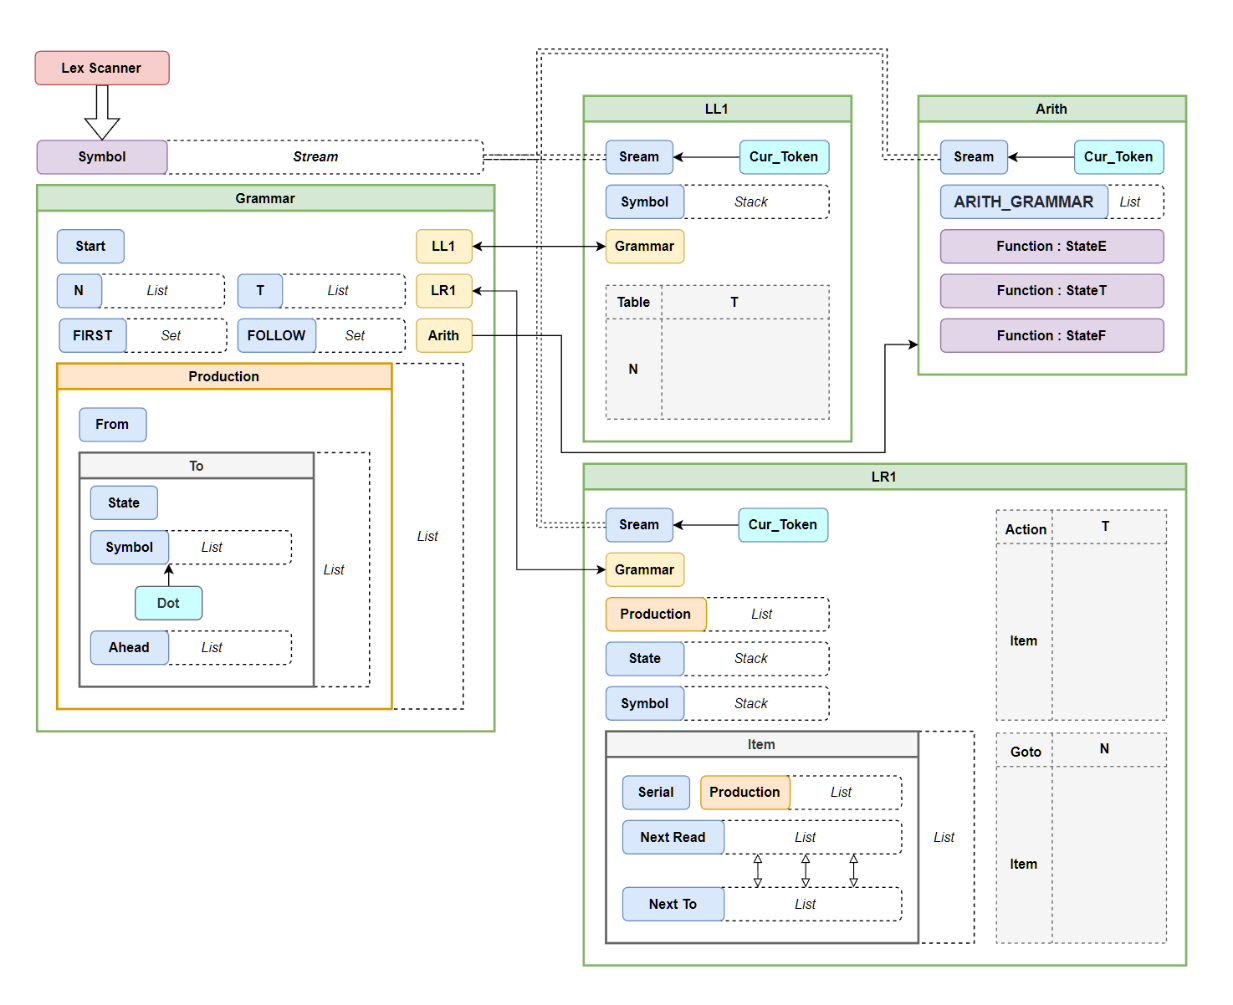 Lex Scanner
Symbol Stream
Grammar
Start LL1
N List T List LR1
FIRST Set FOLLOW Set Arith
Production
From
To
State
Symbol List
Dot
Ahead List
List
List
LL1
Sream Cur_Token
Symbol Stack
Grammar
Table T
N
Arith
Sream Cur_Token
ARITH_GRAMMAR List
Function : StateE
Function : StateT
Function : StateF
LR1
Sream Cur_Token
Grammar
Production List
State Stack
Symbol Stack
Item
Serial Production List
Next Read List
Next To List
List
Action T
Item
Goto N
Item